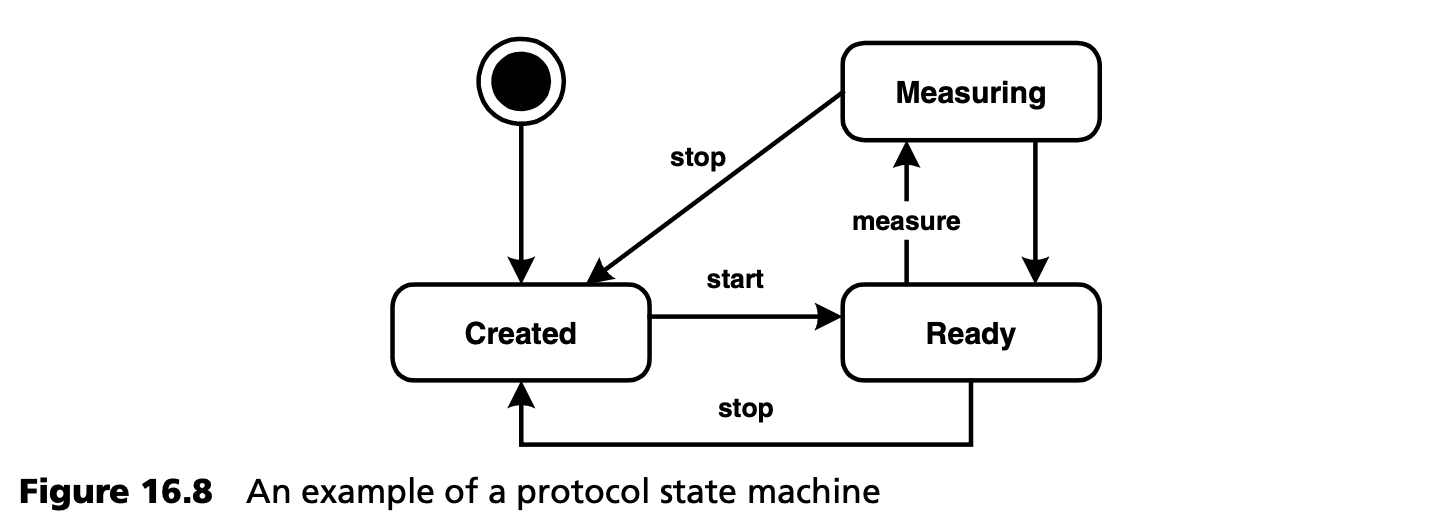 Measuring
stop
measure
start
Created
Ready
stop
Figure 16.8 An example of a protocol state machine